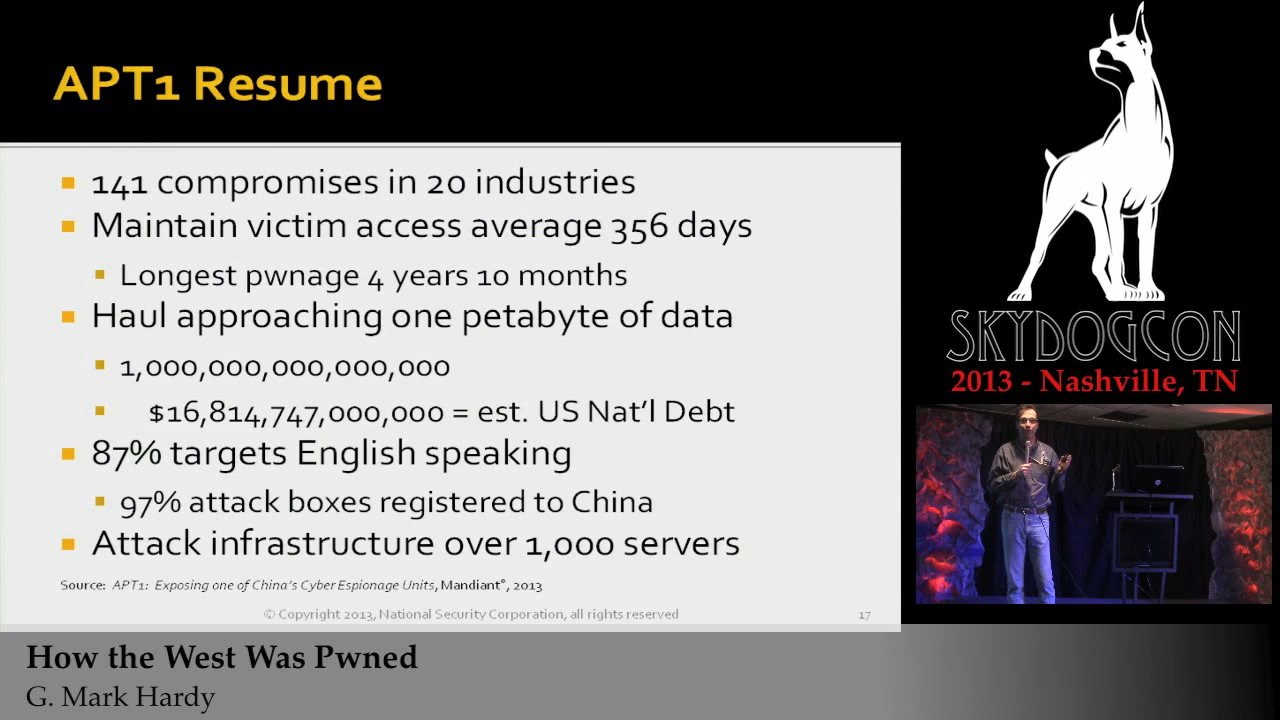 APT1 Resume
141 compromises in 20 industries
Maintain victim access average 356 days
Longest pwnage 4 years 10 months
Haul approaching one petabyte of data
1,000,000,000,000,000
$16,814,747,000,000 = est. US Nat’l Debt
87% targets English speaking
97% attack boxes registered to China
Attack infrastructure over 1,000 servers
Source: APT1: Exposing one of China's Cyber Espionage Units, Mandiant®, 2013
© Copyright 2013, National Security Corporation, all rights reserved
17
SKYDOGCON
2013 - Nashville, TN
How the West Was Pwned
G. Mark Hardy